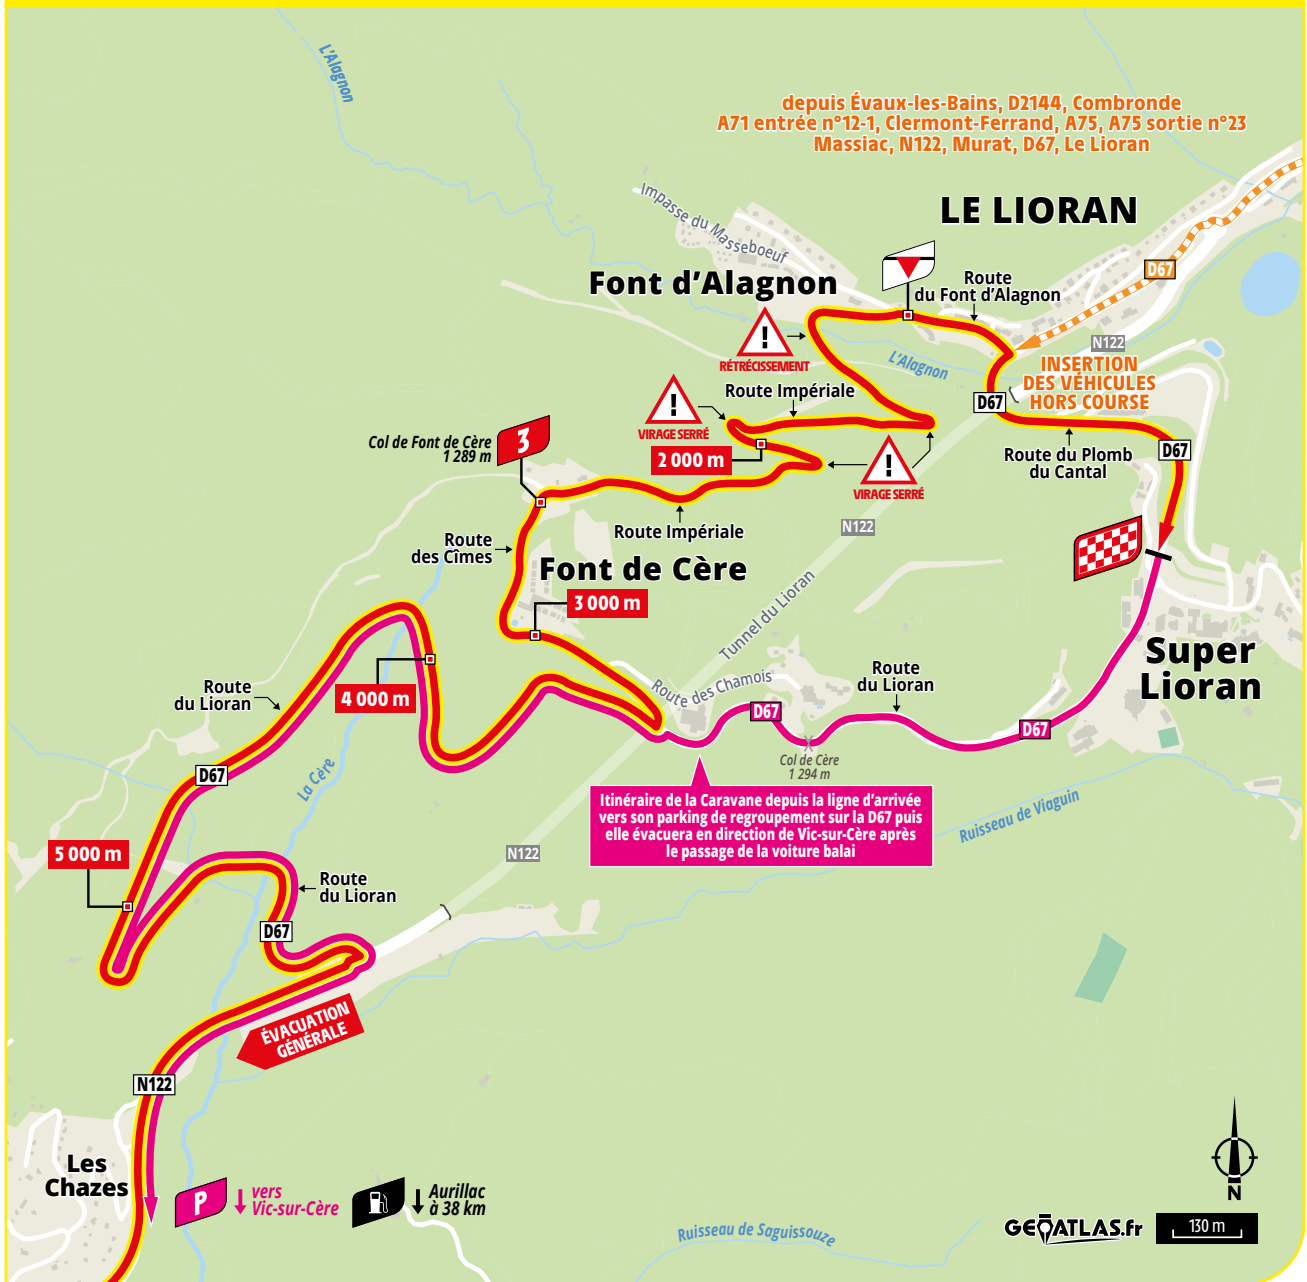 L'Alagnon
depuis Évaux-les-Bains, D2144, Combronde
A71 entrée n°12-1, Clermont-Ferrand, A75, A75 sortie n°23
Massiac, N122, Murat, D67, Le Lioran
LE LIORAN
Impasse du Masseboeuf
Font d'Alagnon
D67
Route
du Font d'Alagnon
N122
RÉTRÉCISSEMENT
L'Alagnon
INSERTION
DES VÉHICULES
HORS COURSE
Route Impériale
D67
VIRAGE SERRÉ
Col de Font de Cère
1 289 m
3
2 000 m
Route du Plomb
du Cantal
D67
VIRAGE SERRÉ
Route Impériale
N122
Route
des Cîmes
Font de Cère
3 000 m
Tunnel du Lioran
Super
Lioran
Route
du Lioran
4 000 m
Route des Chamois
Route
du Lioran
D67
D67
Col de Cère
1 294 m
D67
La Cère
Itinéraire de la Caravane depuis la ligne d'arrivée
vers son parking de regroupement sur la D67 puis
elle évacuera en direction de Vic-sur-Cère après
le passage de la voiture balai
Ruisseau de Viaguin
5 000 m
N122
Route
du Lioran
D67
ÉVACUATION
GÉNÉRALE
N122
Les
Chazes
P
vers
Vic-sur-Cère
Aurillac
à 38 km
Ruisseau de Saguissouze
N
GEOATLAS.fr
130 m